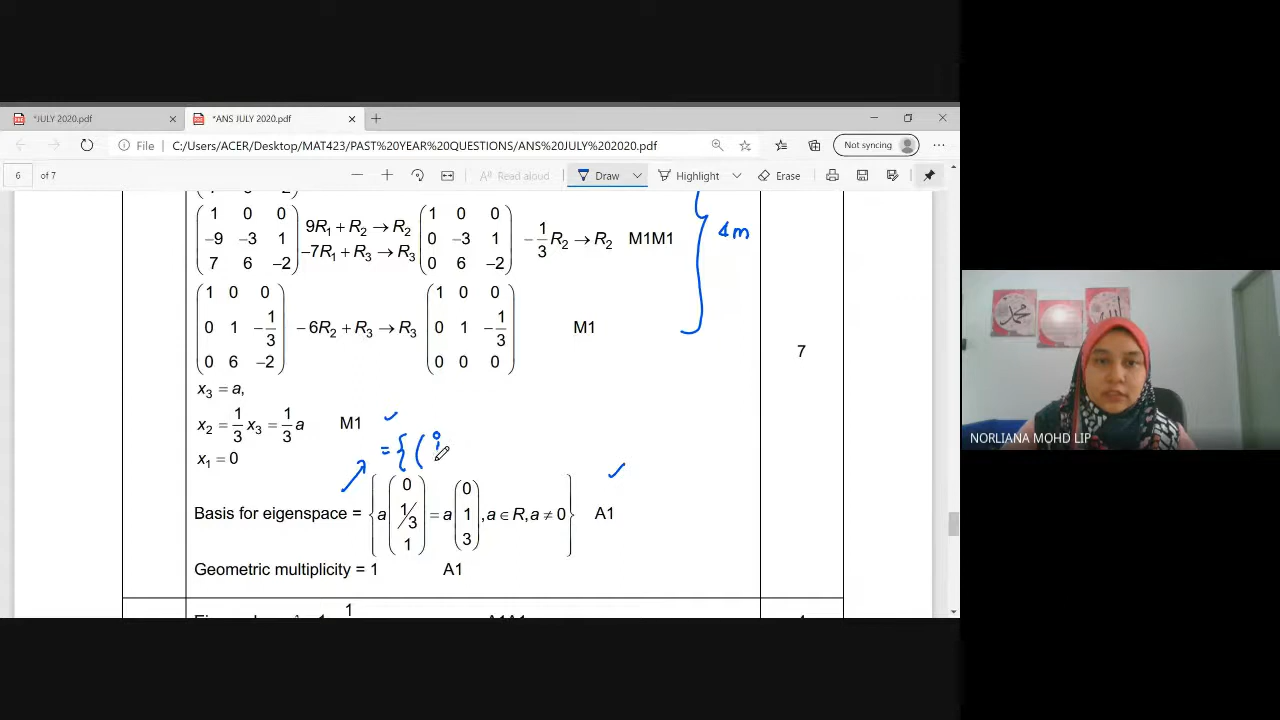 *JULY 2020.pdf
*ANS JULY 2020.pdf
File C:/Users/ACER/Desktop/MAT423/PAST%20YEAR%20QUESTIONS/ANS%20JULY%202020.pdf Not syncing
6 of 7 Read aloud Draw Highlight Erase
1 0 0 9R1 + R2 → R2 1 0 0
-9 -3 1 -7R1 + R3 → R3 0 -3 1 -1/3 R2 → R2 M1M1 4m
7 6 -2 0 6 -2
1 0 0 1 0 0
0 1 -1/3 -6R2 + R3 → R3 0 1 -1/3 M1
0 6 -2 0 0 0
7
x3 = a,
x2 = 1/3 x3 = 1/3 a M1 ✓
x1 = 0
= { ( 0
Basis for eigenspace = { a (0 1/3 1) = a (0 1 3), a ∈ R, a ≠ 0 } A1 ✓
Geometric multiplicity = 1 A1
NORLIANA MOHD LIP